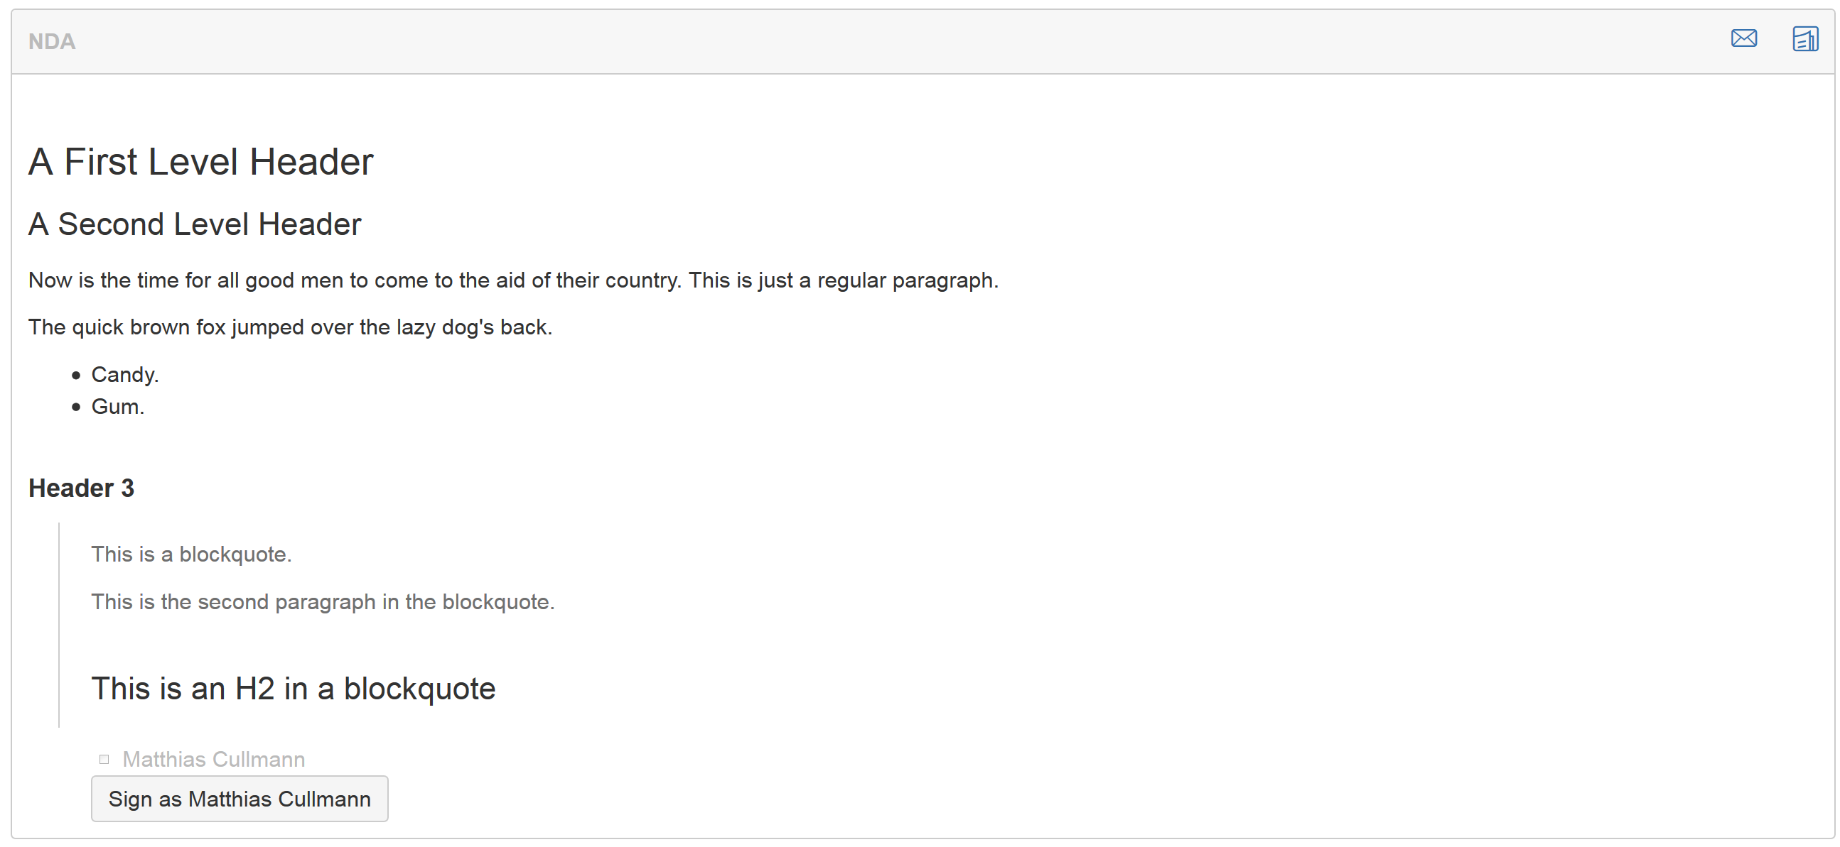 NDA
A First Level Header
A Second Level Header
Now is the time for all good men to come to the aid of their country. This is just a regular paragraph.
The quick brown fox jumped over the lazy dog's back.
Candy.
Gum.
Header 3
This is a blockquote.
This is the second paragraph in the blockquote.
This is an H2 in a blockquote
Matthias Cullmann
Sign as Matthias Cullmann